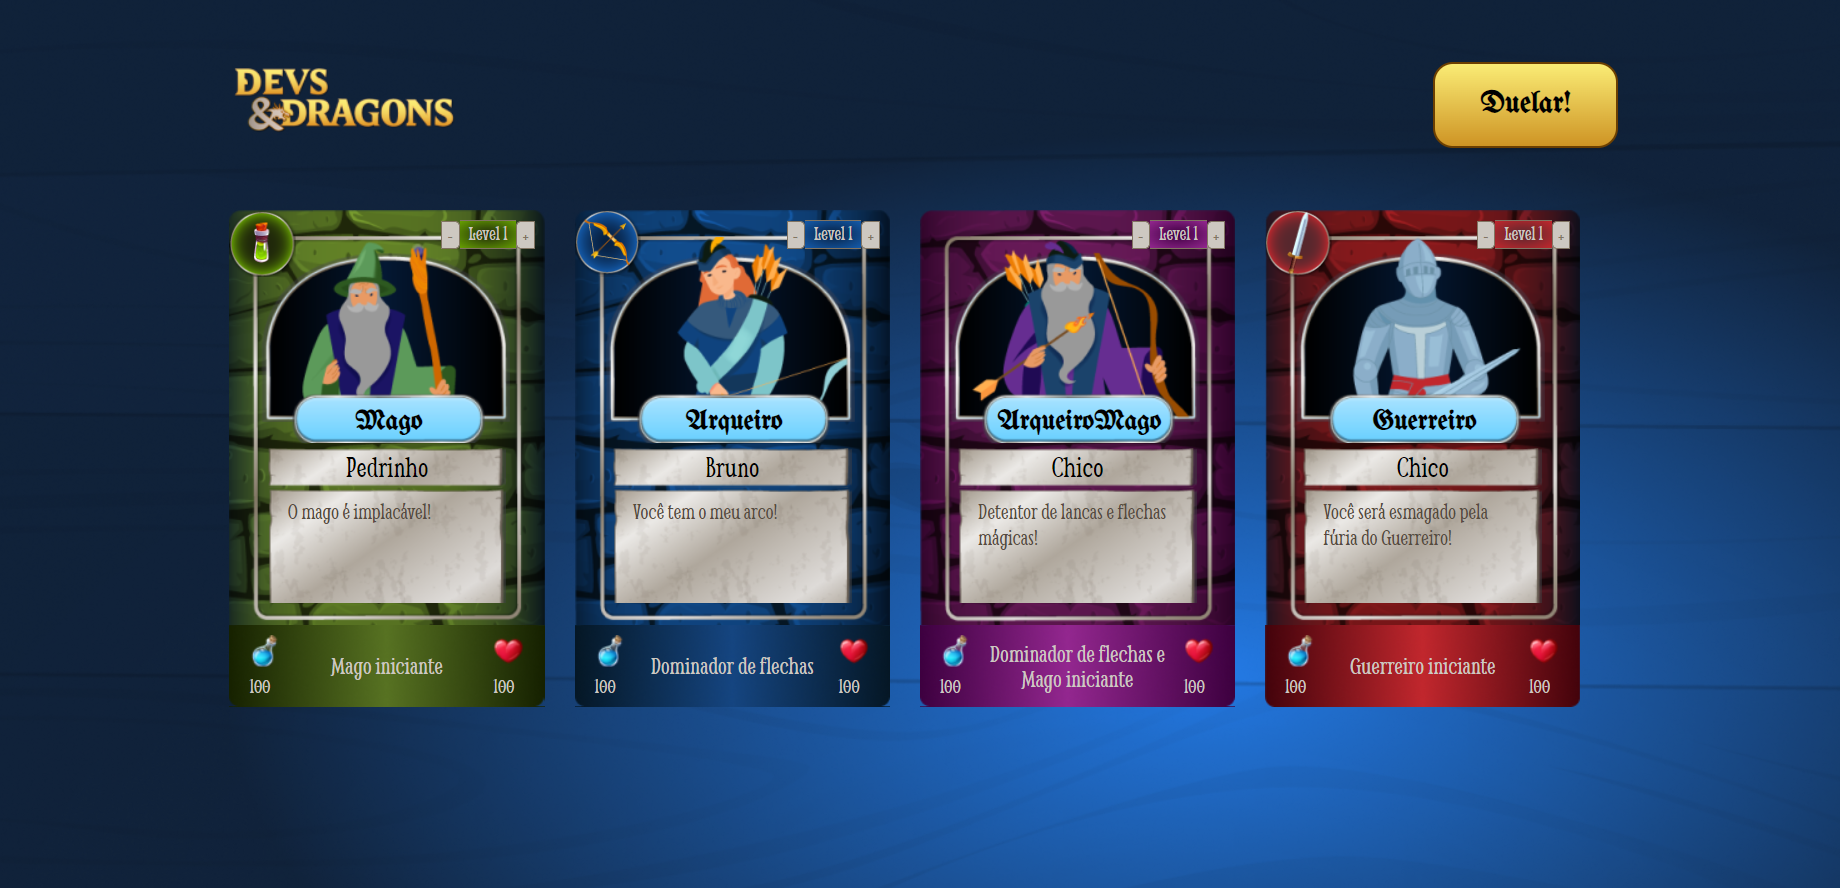 DEVS
&DRAGONS
Duelar!
- Level 1 +
Mago
Pedrinho
O mago é implacável!
100
Mago iniciante
100
- Level 1 +
Arqueiro
Bruno
Você tem o meu arco!
100
Dominador de flechas
100
- Level 1 +
ArqueiroMago
Chico
Detentor de lancas e flechas
mágicas!
100
Dominador de flechas e
Mago iniciante
100
- Level 1 +
Guerreiro
Chico
Você será esmagado pela
fúria do Guerreiro!
100
Guerreiro iniciante
100